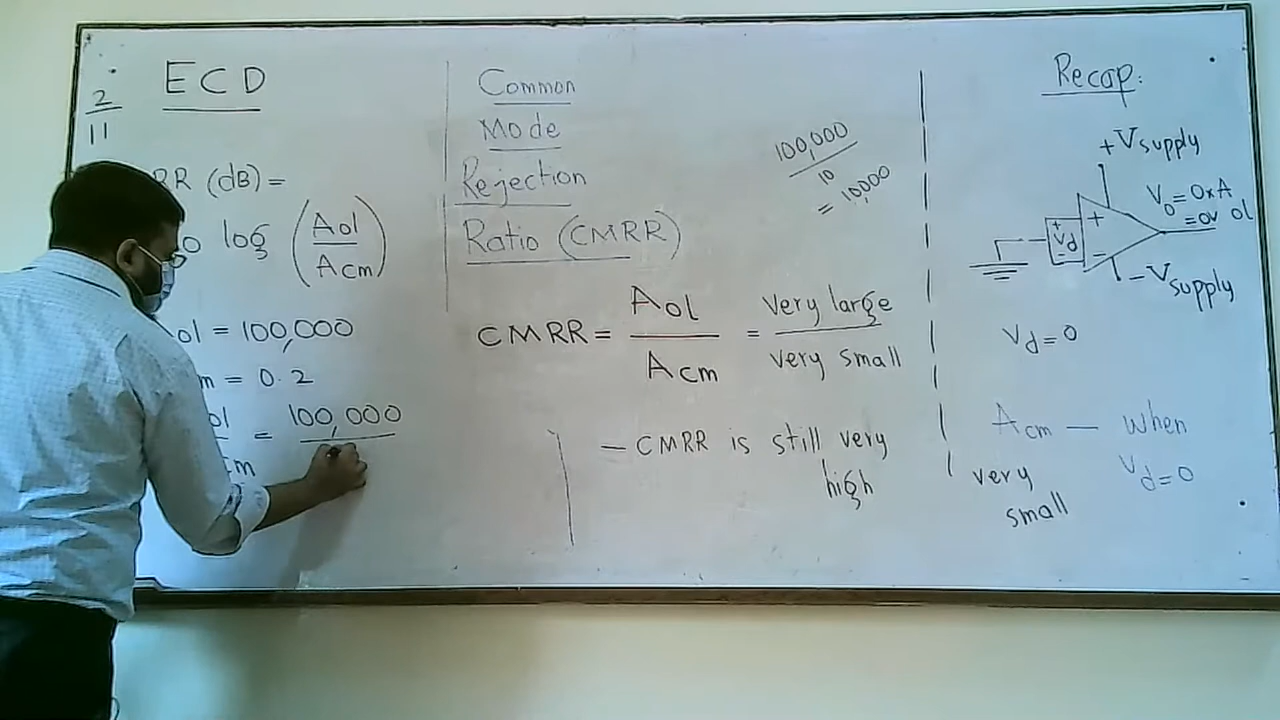 2
11
ECD
RR (dB) =
0 log (Aol
Acm)
ol = 100,000
m = 0.2
ol = 100,000
cm
Common
Mode
Rejection
Ratio (CMRR)
100,000
10
= 10,000
CMRR = Aol = very large
Acm very small
- CMRR is still very
high
Recap:
+Vsupply
Vo = 0xA
= 0V ol
+
Vd
-
+
-
-Vsupply
Vd = 0
Acm — when
very Vd = 0
small